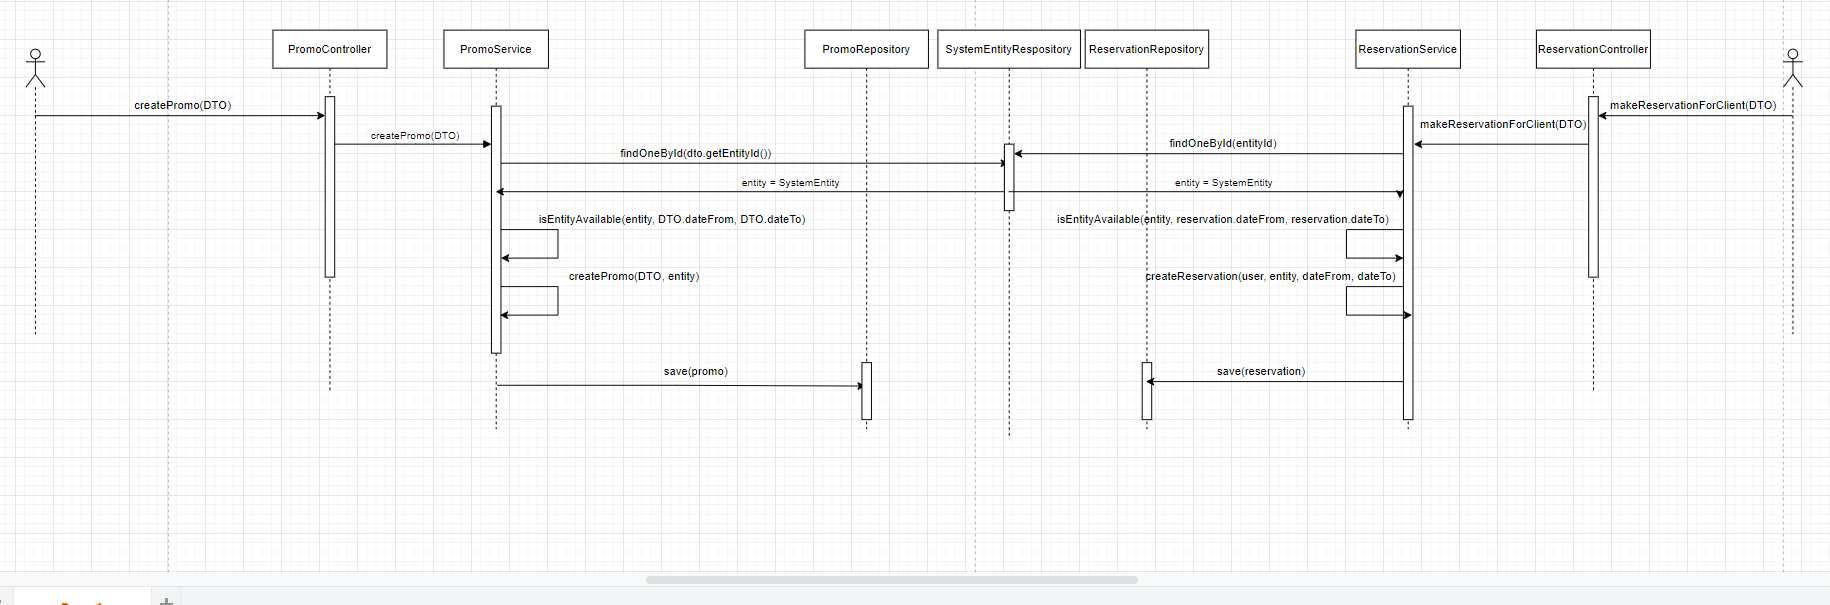 PromoController
PromoService
PromoRepository
SystemEntityRespository
ReservationRepository
ReservationService
ReservationController
createPromo(DTO)
makeReservationForClient(DTO)
makeReservationForClient(DTO)
createPromo(DTO)
findOneById(dto.getEntityId())
findOneById(entityId)
entity = SystemEntity
entity = SystemEntity
isEntityAvailable(entity, DTO.dateFrom, DTO.dateTo)
isEntityAvailable(entity, reservation.dateFrom, reservation.dateTo)
createPromo(DTO, entity)
createReservation(user, entity, dateFrom, dateTo)
save(promo)
save(reservation)